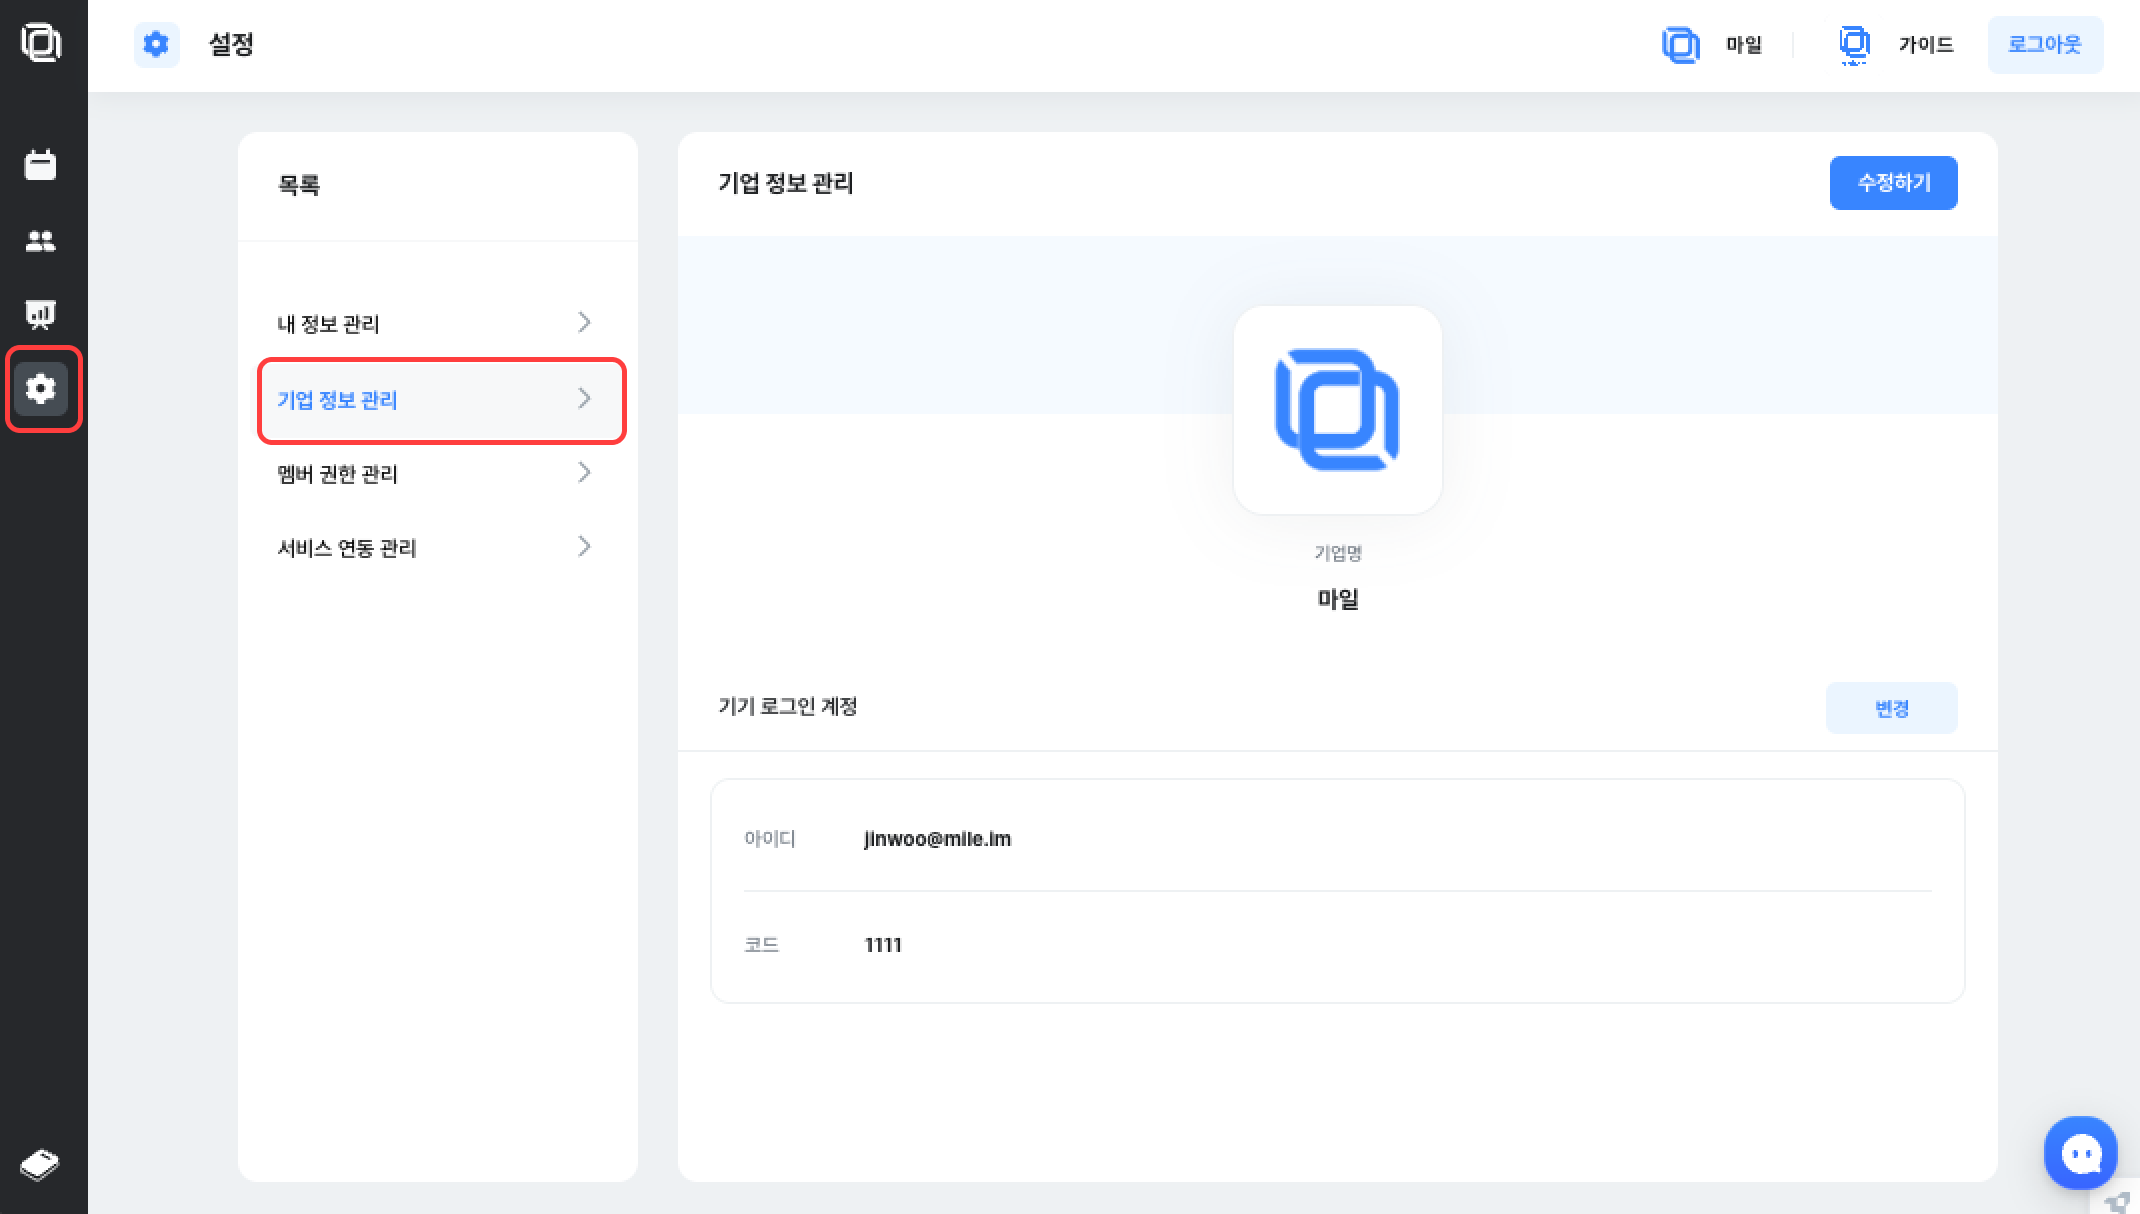 설정
마일
가이드
로그아웃
목록
내 정보 관리
기업 정보 관리
멤버 권한 관리
서비스 연동 관리
기업 정보 관리
수정하기
기업명
마일
기기 로그인 계정
변경
아이디
jinwoo@mile.im
코드
1111